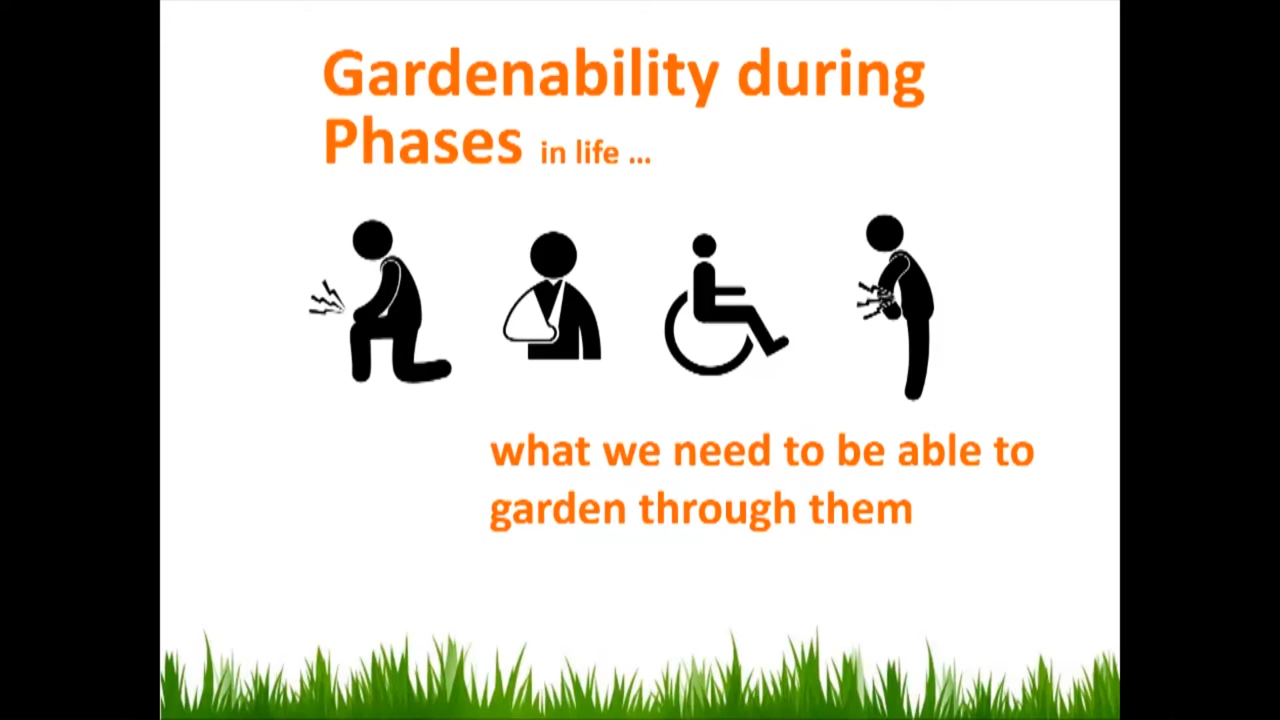 Gardenability during
Phases in life ...
what we need to be able to
garden through them